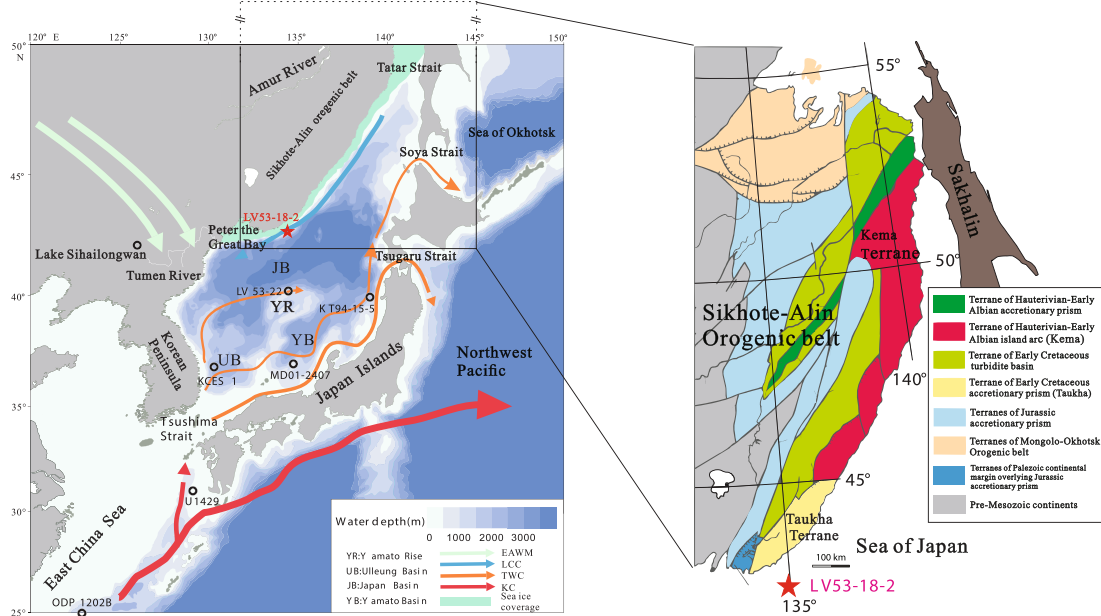 120° E
125°
130°
135°
140°
145°
150°
50°
N
45°
40°
35°
30°
25°
Amur River
Sikhote-Alin oregenic belt
Tatar Strait
Sea of Okhotsk
Soya Strait
LV53-18-2
Peter the
Great Bay
Lake Sihailongwan
Tumen River
Tsugaru Strait
JB
LV 53-22
YR
K T94-15-5
Korean
Peninsula
UB
YB
KCES 1
MD01-2407
Japan Islands
Northwest
Pacific
Tsushima
Strait
U1429
East China Sea
ODP 1202B
Water depth(m)
0 1000 2000 3000
YR:Y amato Rise
UB:Ulleung Basin
JB:Japan Basin
YB:Yamato Basin
EAWM
LCC
TWC
KC
Sea ice
coverage
55°
Sakhalin
Kema
Terrane
50°
Sikhote-Alin
Orogenic belt
140°
45°
Taukha
Terrane
100 km
Sea of Japan
LV53-18-2
135°
Terrane of Hauterivian-Early
Albian accretionary prism
Terrane of Hauterivian-Early
Albian island arc (Kema)
Terrane of Early Cretaceous
turbidite basin
Terrane of Early Cretaceous
accretionary prism (Taukha)
Terranes of Jurassic
accretionary prism
Terranes of Mongolo-Okhotsk
Orogenic belt
Terranes of Palezoic continental
margin overlying Jurassic
accretionary prism
Pre-Mesozoic continents